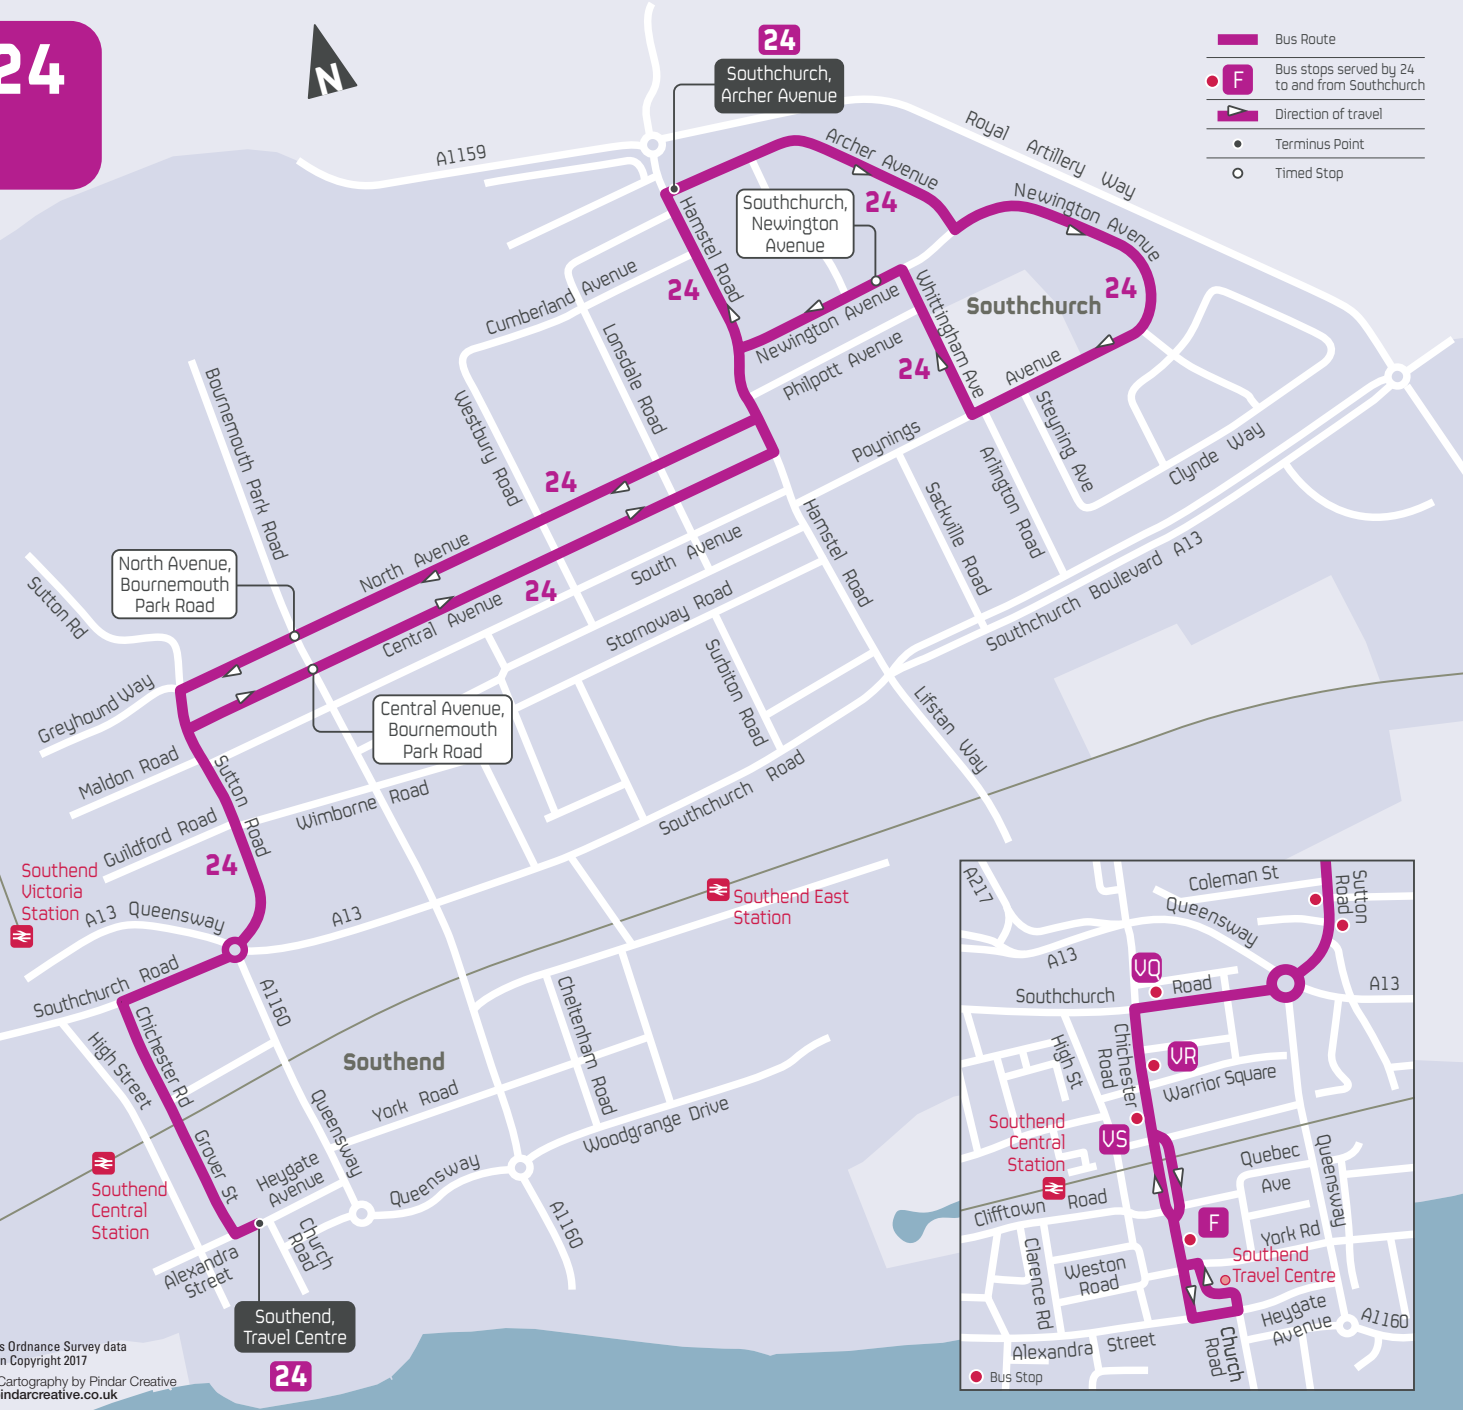 24
N
24
Southchurch,
Archer Avenue
Bus Route
F
Bus stops served by 24
to and from Southchurch
Direction of travel
Terminus Point
Timed Stop
A1159
Archer Avenue
Royal Artillery Way
Newington Avenue
24
Southchurch,
Newington
Avenue
Hamstel Road
24
Cumberland Avenue
Newington Avenue
Whittingham Ave
Southchurch
24
Philpott Avenue
24
Avenue
Poynings
Steyning Ave
Clynde Way
Lonsdale Road
Westbury Road
Bournemouth Park Road
Arlington Road
Sackville Road
Hamstel Road
Southchurch Boulevard A13
24
North Avenue
24
Central Avenue
South Avenue
Stornoway Road
North Avenue,
Bournemouth
Park Road
Sutton Rd
Greyhound Way
Central Avenue,
Bournemouth
Park Road
Surbiton Road
Lifstan Way
Maldon Road
Sutton Road
Wimborne Road
Southchurch Road
Guildford Road
24
Southend
Victoria
Station
A13 Queensway
A13
Southend East
Station
Southchurch Road
A1160
Chichester Rd
High Street
Southend
Cheltenham Road
York Road
Queensway
Woodgrange Drive
Grover St
Heygate
Avenue
Queensway
A1160
Southend
Central
Station
Church
Road
Alexandra
Street
Southend,
Travel Centre
24
s Ordnance Survey data
n Copyright 2017
Cartography by Pindar Creative
indarcreative.co.uk
A217
Coleman St
Sutton
Road
Queensway
A13
VQ
Southchurch
Road
A13
High St
Chichester
Road
VR
Warrior Square
Southend
Central
Station
VS
Quebec
Ave
Queensway
Clifftown Road
F
York Rd
Southend
Travel Centre
Clarence Rd
Weston
Road
Heygate
Avenue
A1160
Alexandra Street
Church
Road
Bus Stop